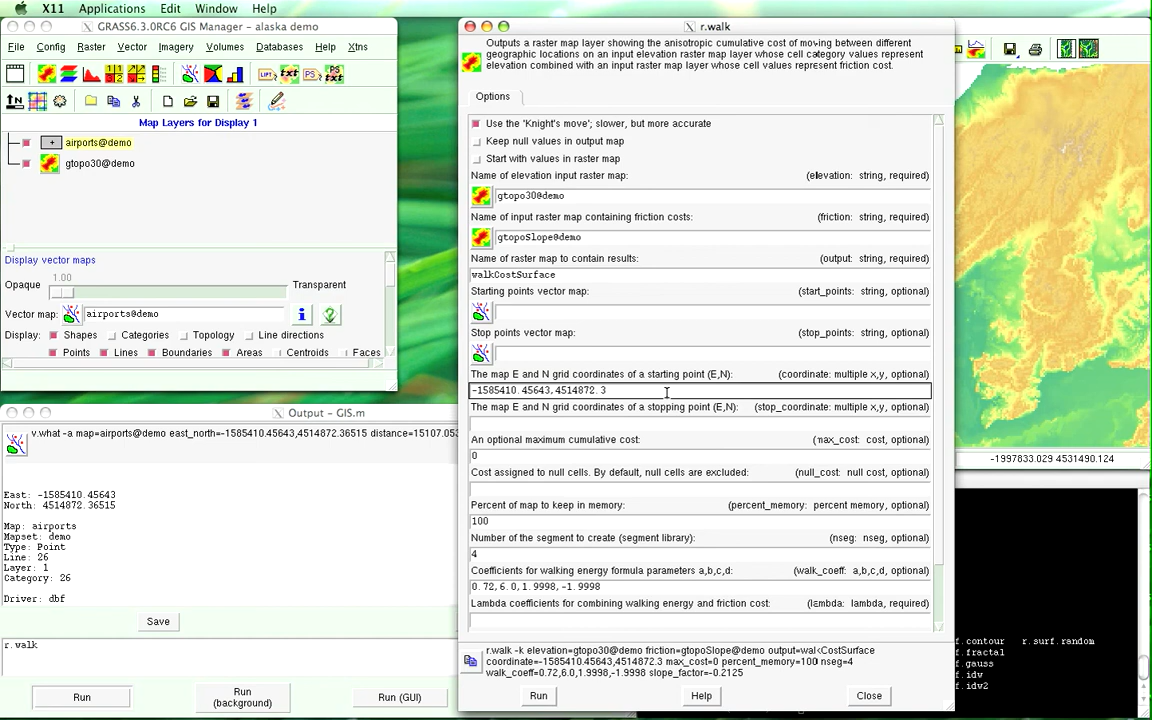 X11 Applications Edit Window Help
GRASS6.3.0RC6 GIS Manager - alaska demo
File Config Raster Vector Imagery Volumes Databases Help Xtns
Map Layers for Display 1
airports@demo
gtopo30@demo
Display vector maps
1.00
Opaque Transparent
Vector map: airports@demo
Display: Shapes Categories Topology Line directions
Points Lines Boundaries Areas Centroids Faces
Output - GIS.m
v.what -a map=airports@demo east_north=-1585410.45643,4514872.36515 distance=15107.053
East: -1585410.45643
North: 4514872.36515
Map: airports
Mapset: demo
Type: Point
Line: 26
Layer: 1
Category: 26
Driver: dbf
Save
r.walk
Run Run (background) Run (GUI)
r.walk
Outputs a raster map layer showing the anisotropic cumulative cost of moving between different
geographic locations on an input elevation raster map layer whose cell category values represent
elevation combined with an input raster map layer whose cell values represent friction cost.
Options
Use the 'Knight's move'; slower, but more accurate
Keep null values in output map
Start with values in raster map
Name of elevation input raster map: (elevation: string, required)
gtopo30@demo
Name of input raster map containing friction costs: (friction: string, required)
gtopoSlope@demo
Name of raster map to contain results: (output: string, required)
walkCostSurface
Starting points vector map: (start_points: string, optional)
Stop points vector map: (stop_points: string, optional)
The map E and N grid coordinates of a starting point (E,N): (coordinate: multiple x,y, optional)
-1585410.45643,4514872.3
The map E and N grid coordinates of a stopping point (E,N): (stop_coordinate: multiple x,y, optional)
An optional maximum cumulative cost: (max_cost: cost, optional)
0
Cost assigned to null cells. By default, null cells are excluded: (null_cost: null cost, optional)
Percent of map to keep in memory: (percent_memory: percent memory, optional)
100
Number of the segment to create (segment library): (nseg: nseg, optional)
4
Coefficients for walking energy formula parameters a,b,c,d: (walk_coeff: a,b,c,d, optional)
0.72,6.0,1.9998,-1.9998
Lambda coefficients for combining walking energy and friction cost: (lambda: lambda, required)
r.walk -k elevation=gtopo30@demo friction=gtopoSlope@demo output=walkCostSurface
coordinate=-1585410.45643,4514872.3 max_cost=0 percent_memory=100 nseg=4
walk_coeff=0.72,6.0,1.9998,-1.9998 slope_factor=-0.2125
Run Help Close
-1997833.029 4531490.124
f.contour r.surf.random
f.fractal
f.gauss
f.idw
f.idw2